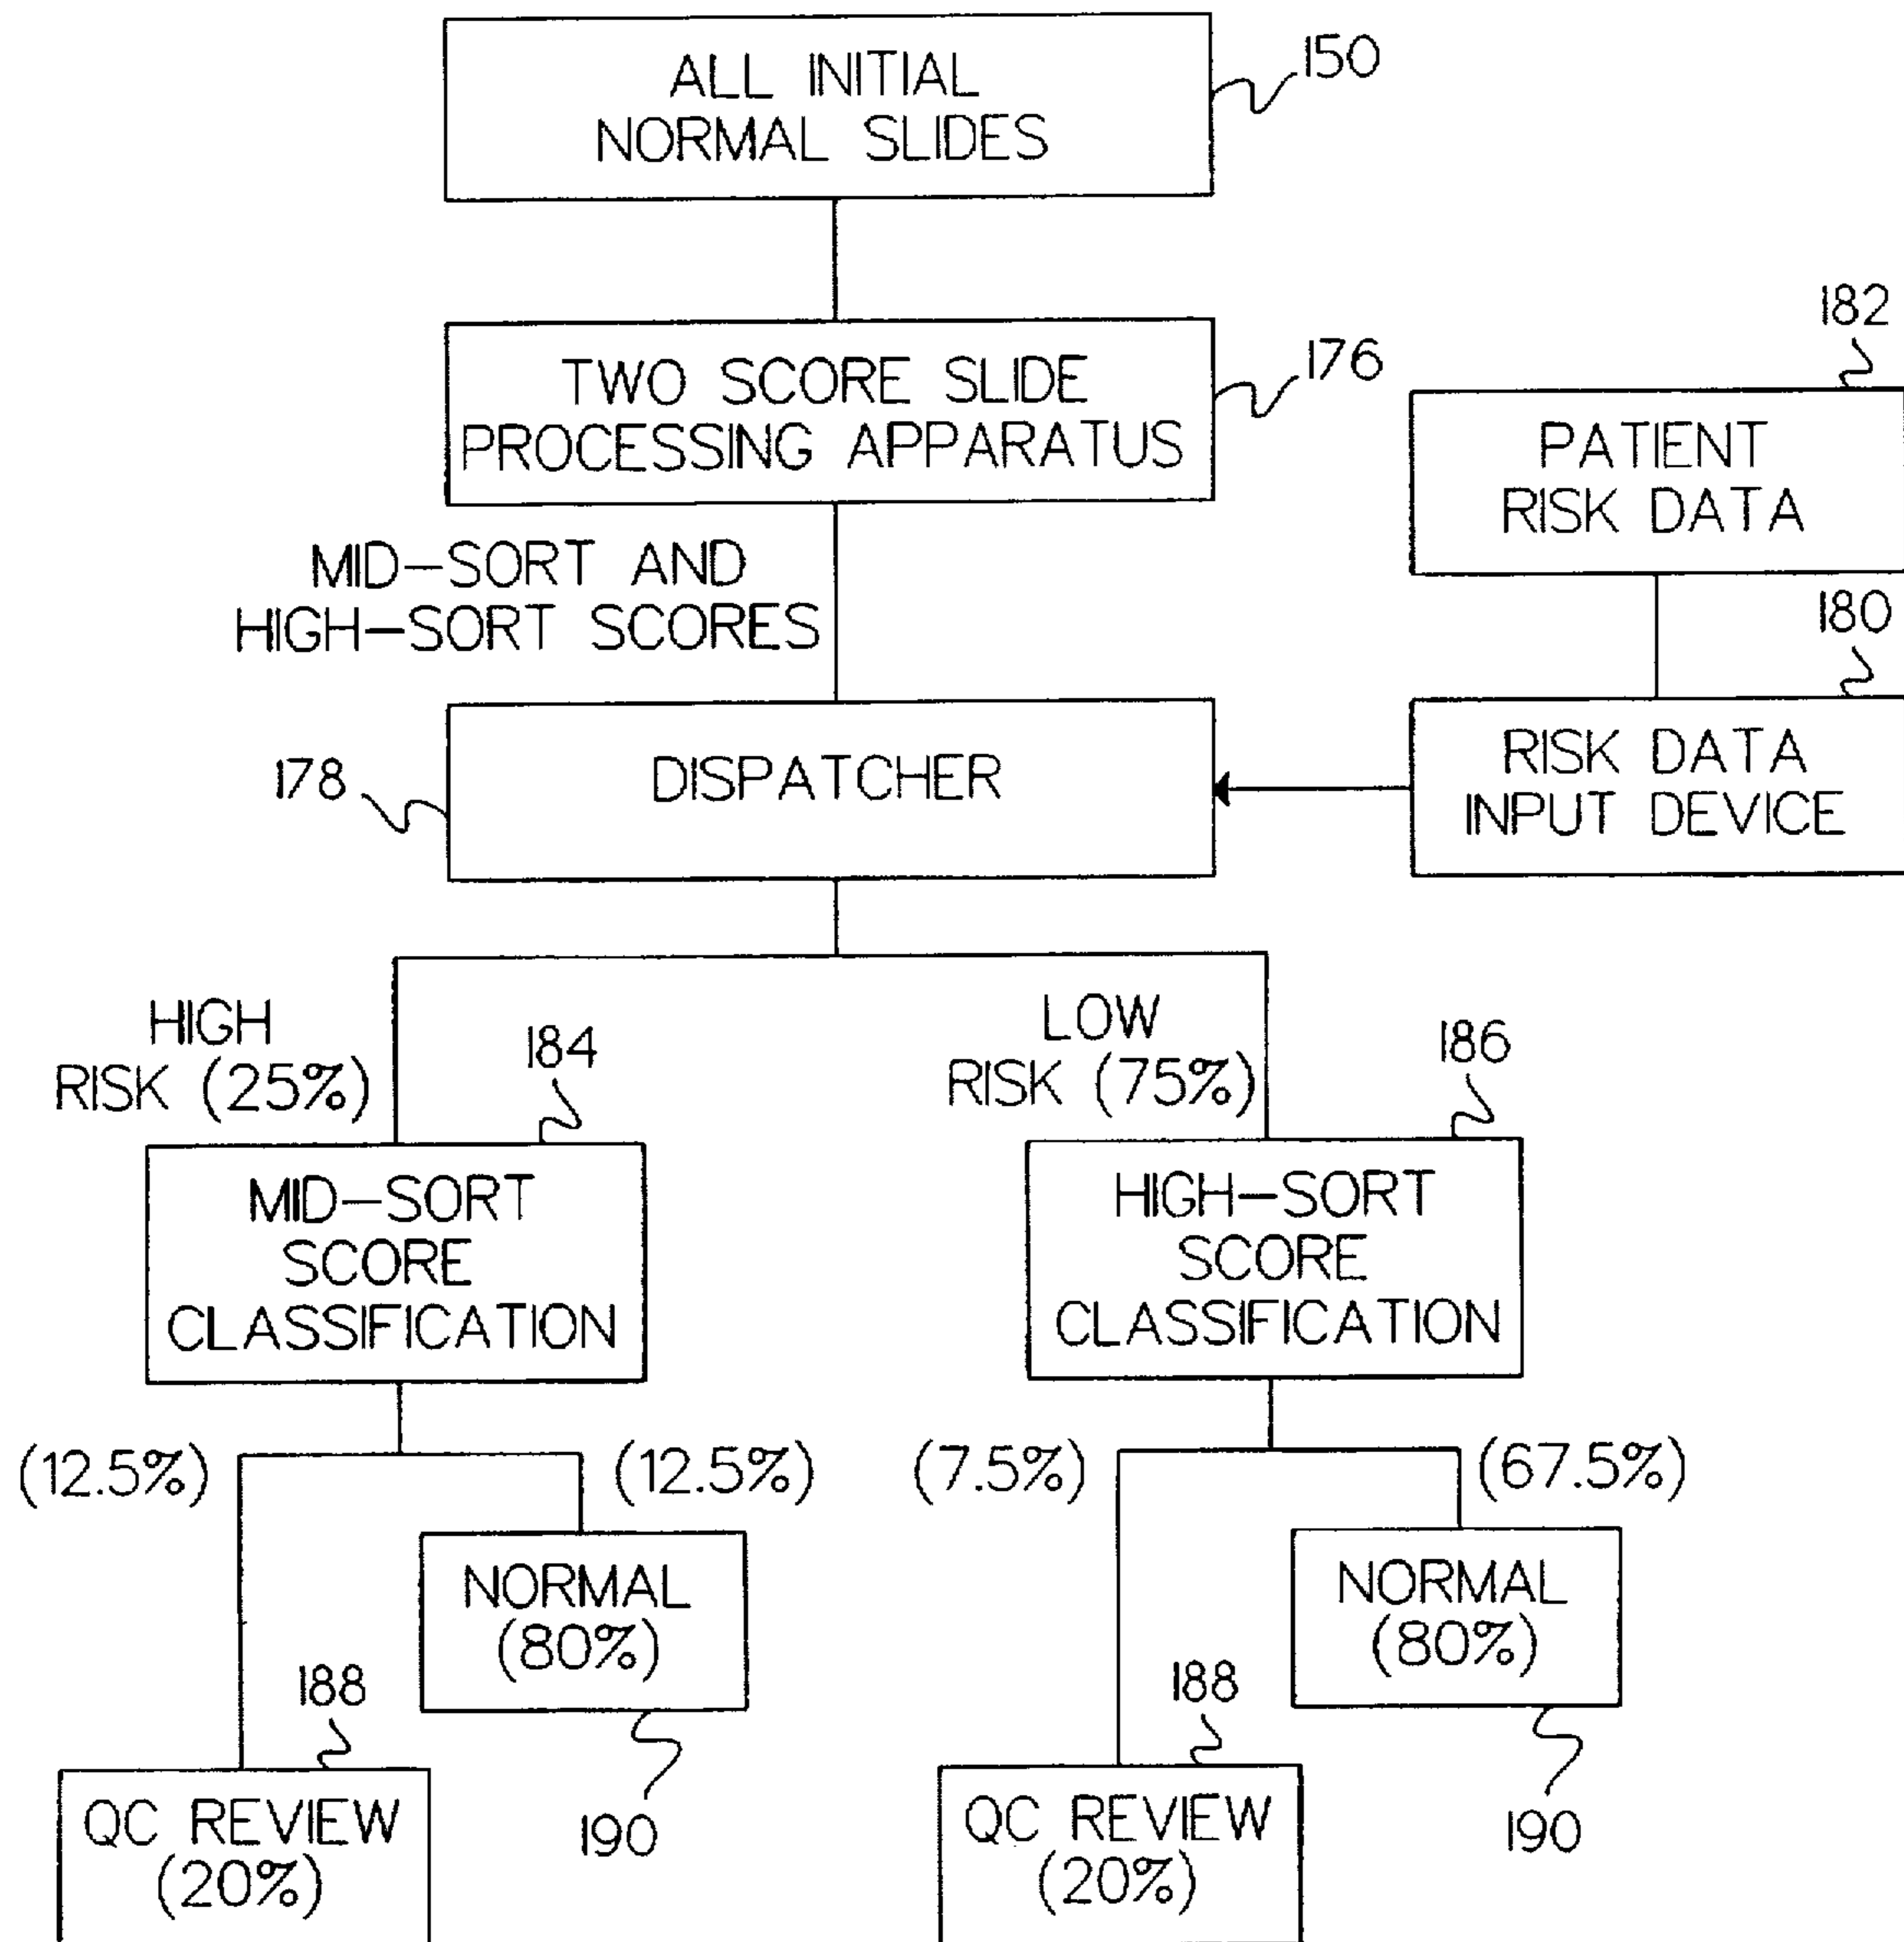 ALL INITIAL
NORMAL SLIDES
150
TWO SCORE SLIDE
PROCESSING APPARATUS
176
182
PATIENT
RISK DATA
MID-SORT AND
HIGH-SORT SCORES
180
178
DISPATCHER
RISK DATA
INPUT DEVICE
HIGH
RISK (25%)
184
LOW
RISK (75%)
186
MID-SORT
SCORE
CLASSIFICATION
HIGH-SORT
SCORE
CLASSIFICATION
(12.5%)
(12.5%)
(7.5%)
(67.5%)
NORMAL
(80%)
NORMAL
(80%)
188
188
190
190
QC REVIEW
(20%)
QC REVIEW
(20%)